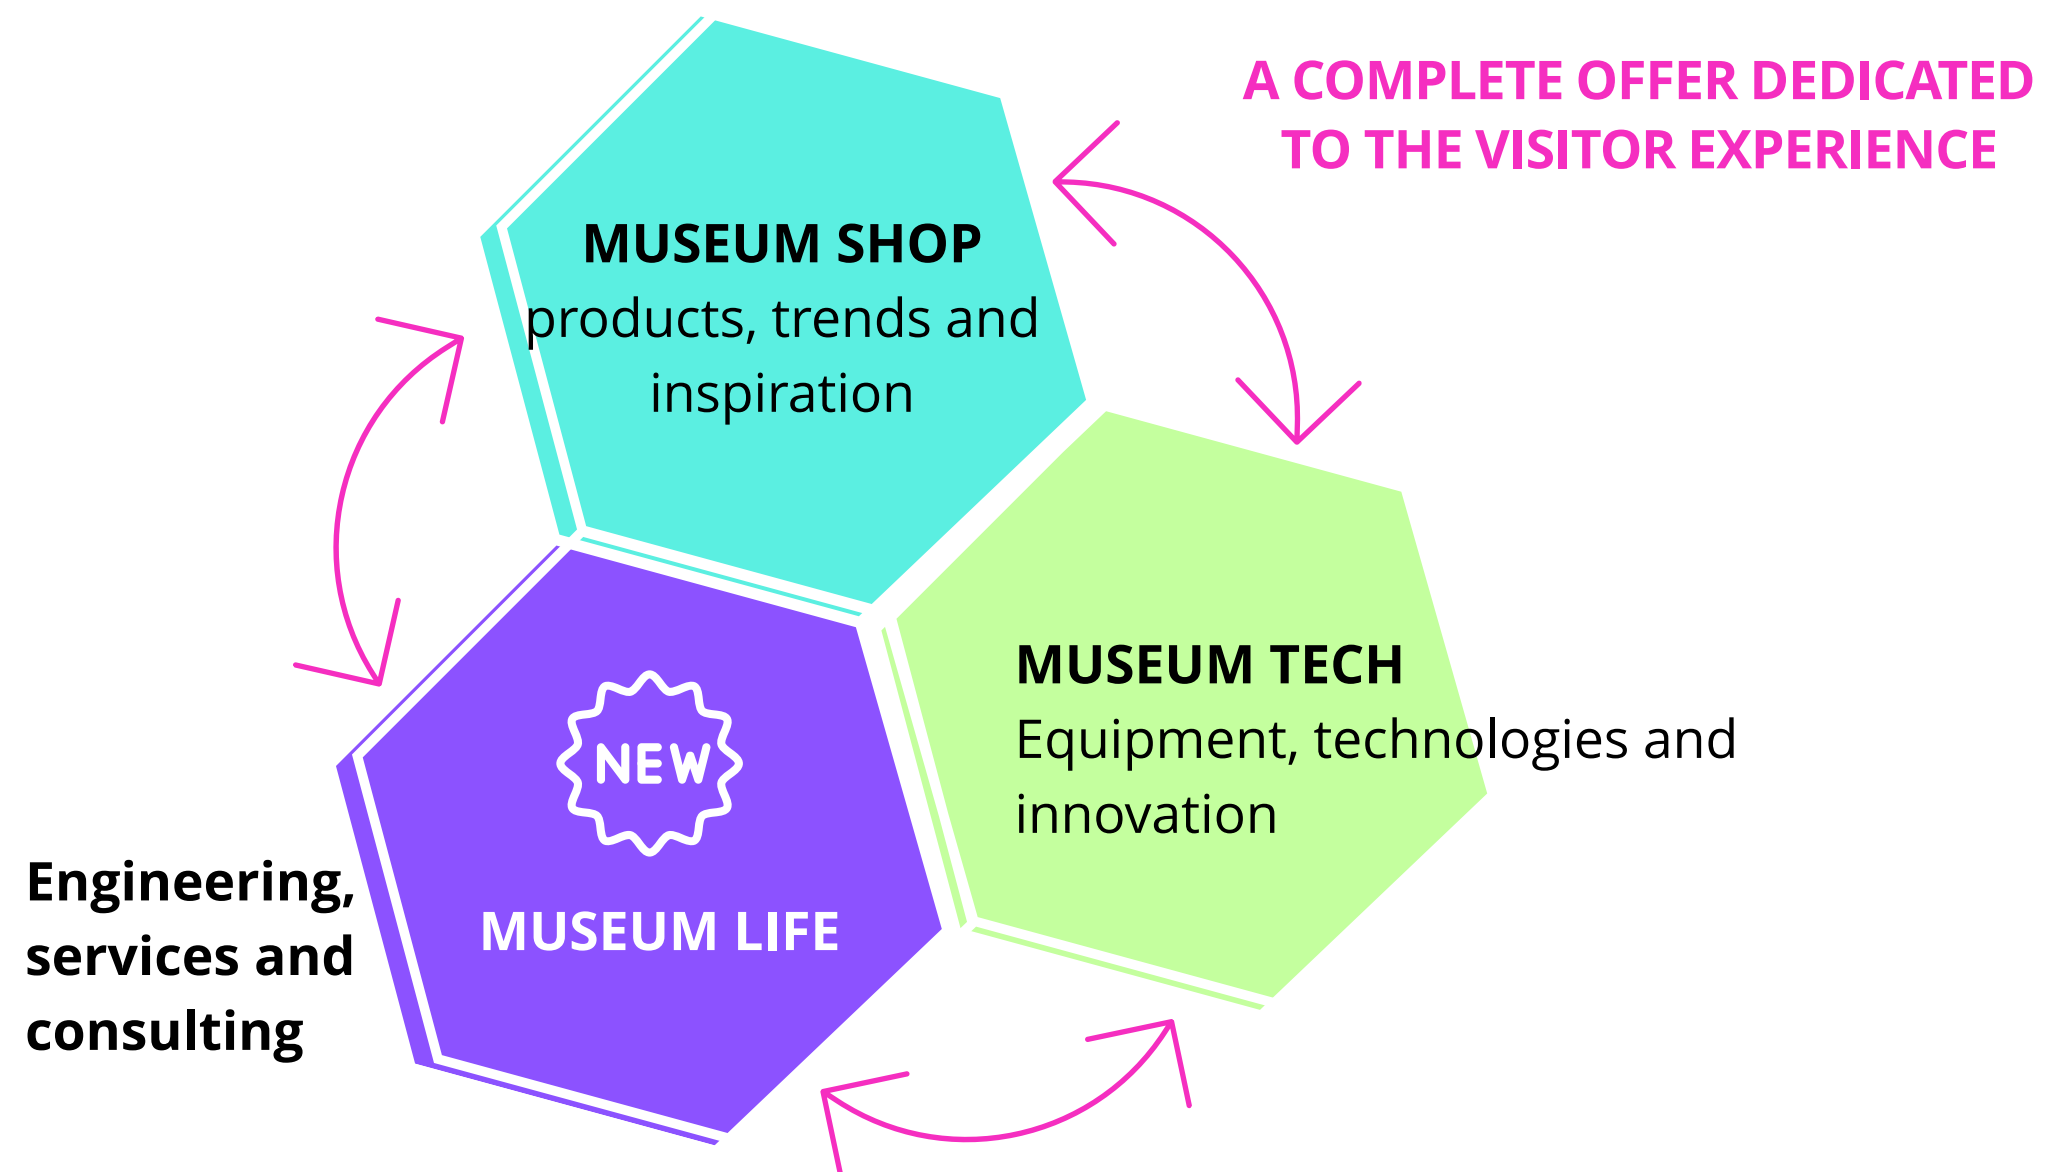 A COMPLETE OFFER DEDICATED
TO THE VISITOR EXPERIENCE
MUSEUM SHOP
products, trends and
inspiration
MUSEUM TECH
Equipment, technologies and
innovation
NEW
MUSEUM LIFE
Engineering,
services and
consulting